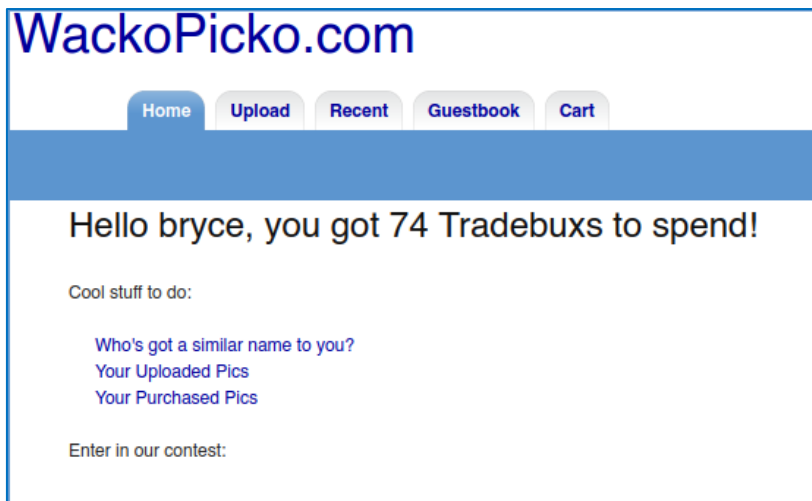 WackoPicko.com
Home Upload Recent Guestbook Cart
Hello bryce, you got 74 Tradebuxs to spend!
Cool stuff to do:
Who's got a similar name to you?
Your Uploaded Pics
Your Purchased Pics
Enter in our contest: